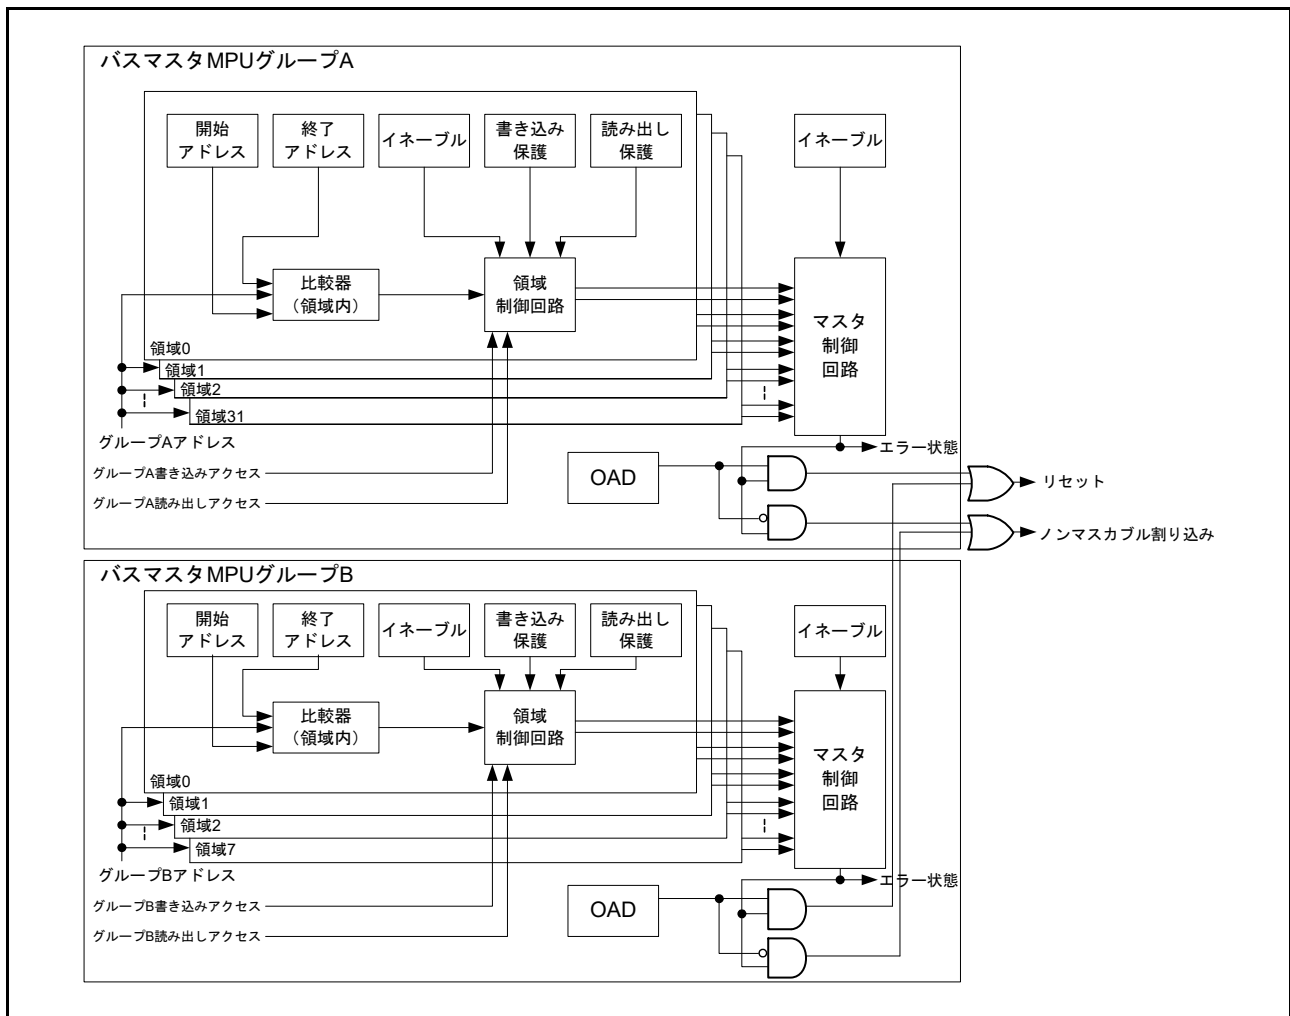 バスマスタMPUグループA
開始
アドレス
終了
アドレス
イネーブル
書き込み
保護
読み出し
保護
イネーブル
比較器
（領域内）
領域
制御回路
マスタ
制御
回路
領域0
領域1
領域2
領域31
グループAアドレス
グループA書き込みアクセス
グループA読み出しアクセス
OAD
エラー状態
リセット
ノンマスカブル割り込み
バスマスタMPUグループB
開始
アドレス
終了
アドレス
イネーブル
書き込み
保護
読み出し
保護
イネーブル
比較器
（領域内）
領域
制御回路
マスタ
制御
回路
領域0
領域1
領域2
領域7
グループBアドレス
グループB書き込みアクセス
グループB読み出しアクセス
OAD
エラー状態